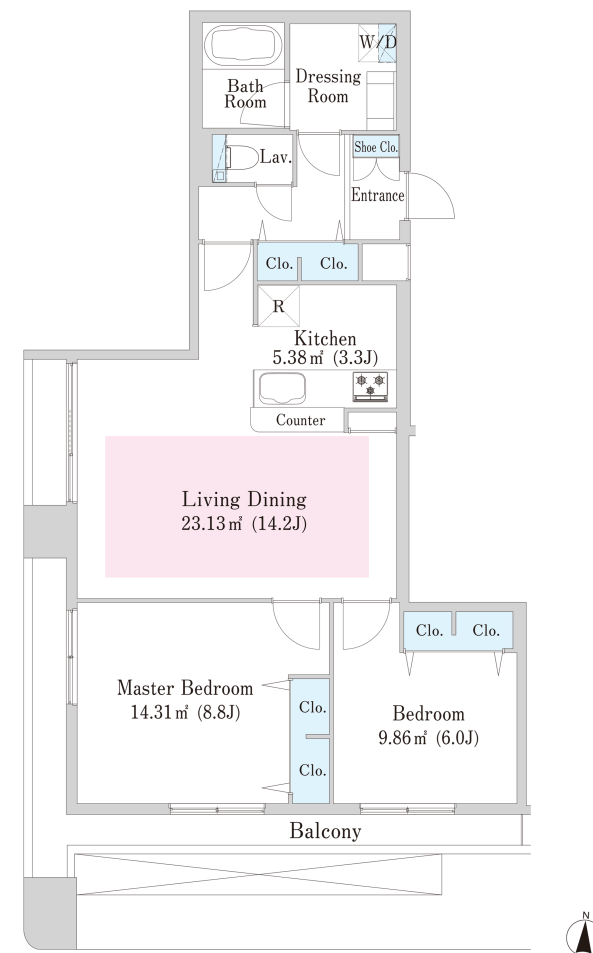 W/D
Bath
Room
Dressing
Room
Lav.
Shoe Clo.
Entrance
Clo.
Clo.
R
Kitchen
5.38㎡ (3.3J)
Counter
Living Dining
23.13㎡ (14.2J)
Clo.
Clo.
Master Bedroom
14.31㎡ (8.8J)
Clo.
Bedroom
9.86㎡ (6.0J)
Clo.
Balcony
N